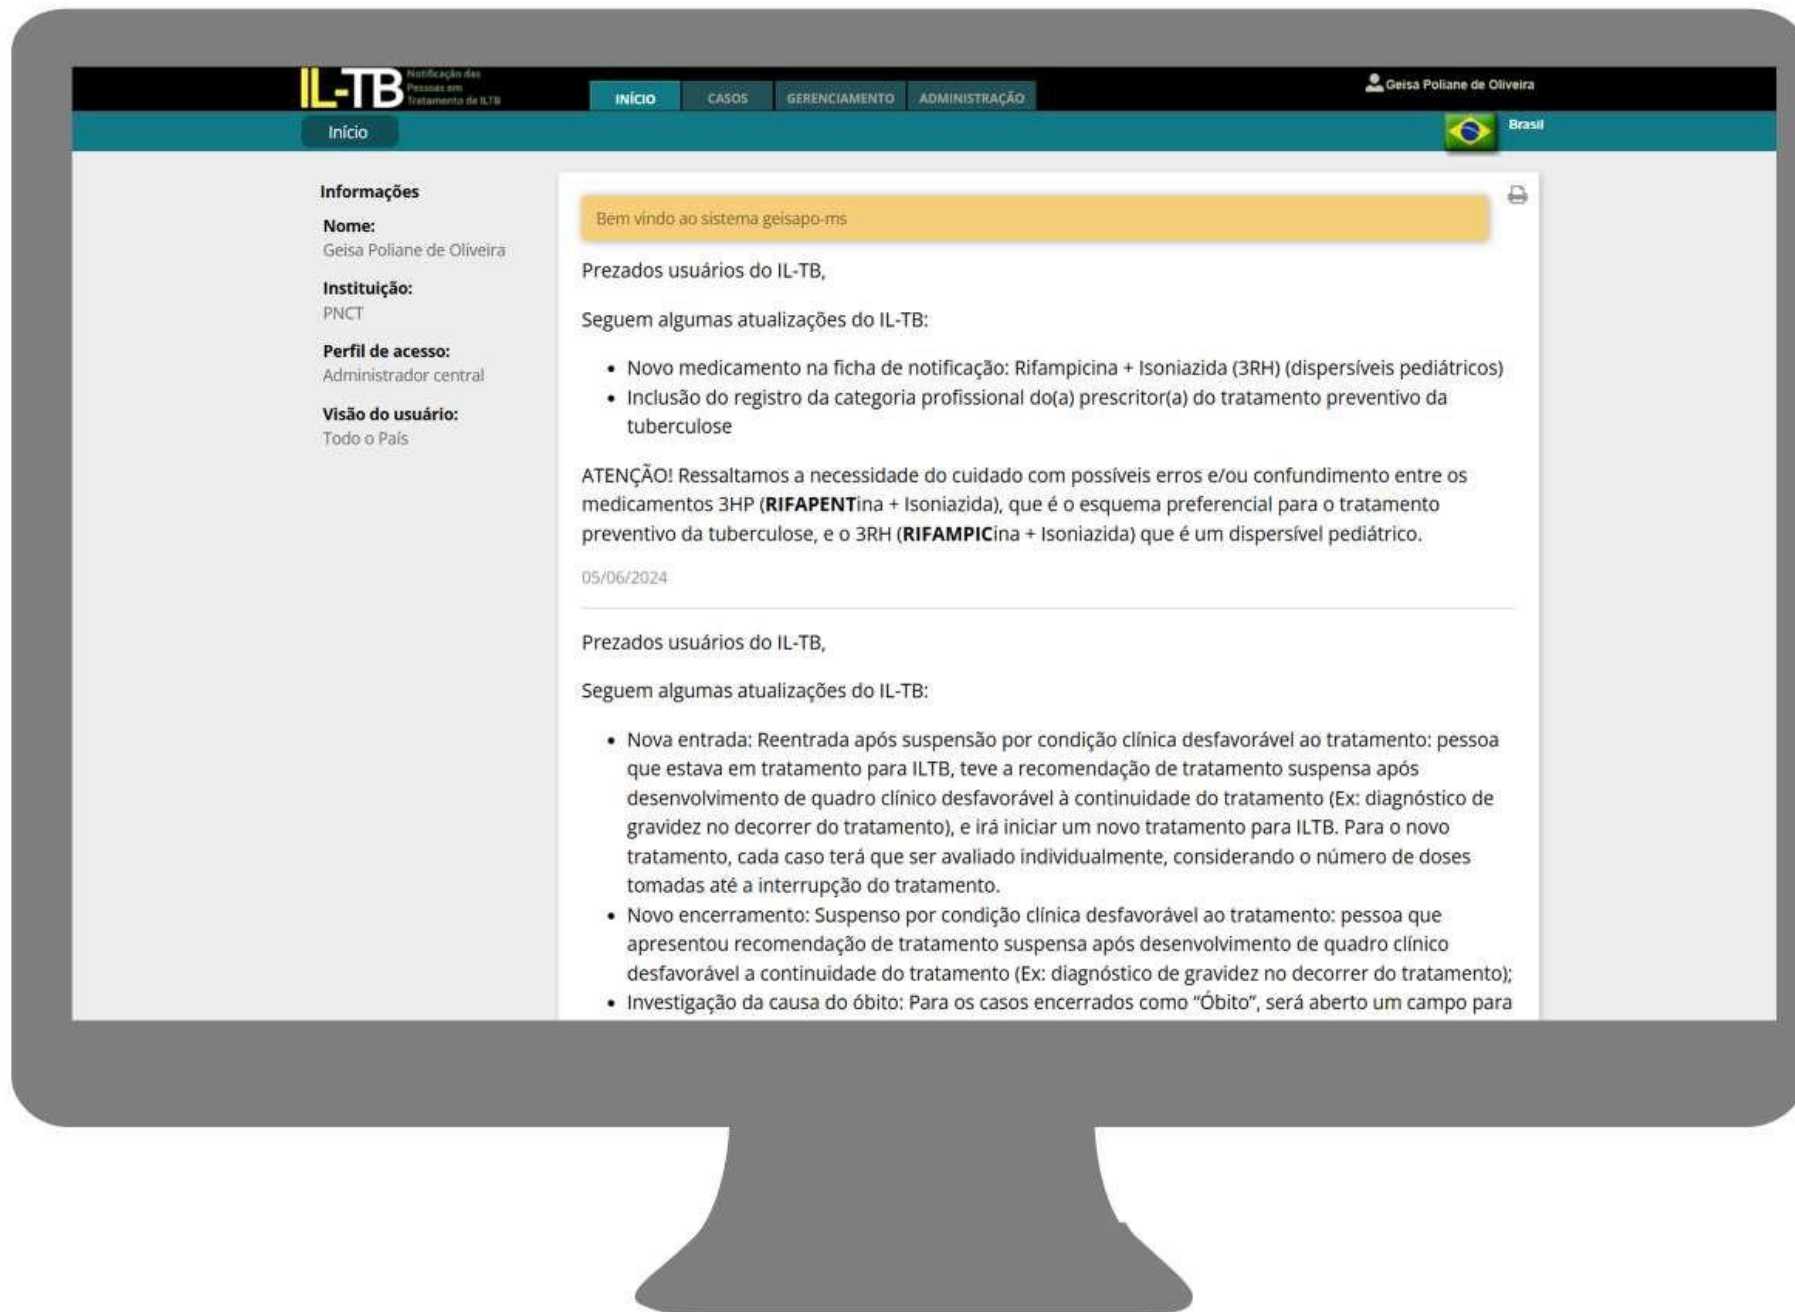 IL-TB
Notificação das
Pessoas em
Tratamento de ILTB
INÍCIO
CASOS
GERENCIAMENTO
ADMINISTRAÇÃO
Geisa Poliane de Oliveira
Início
Brasil
Informações
Nome:
Geisa Poliane de Oliveira
Instituição:
PNCT
Perfil de acesso:
Administrador central
Visão do usuário:
Todo o País
Bem vindo ao sistema geisapo-ms
Prezados usuários do IL-TB,
Seguem algumas atualizações do IL-TB:
• Novo medicamento na ficha de notificação: Rifampicina + Isoniazida (3RH) (dispersíveis pediátricos)
• Inclusão do registro da categoria profissional do(a) prescritor(a) do tratamento preventivo da
tuberculose
ATENÇÃO! Ressaltamos a necessidade do cuidado com possíveis erros e/ou confundimento entre os
medicamentos 3HP (RIFAPENTina + Isoniazida), que é o esquema preferencial para o tratamento
preventivo da tuberculose, e o 3RH (RIFAMPICina + Isoniazida) que é um dispersível pediátrico.
05/06/2024
Prezados usuários do IL-TB,
Seguem algumas atualizações do IL-TB:
• Nova entrada: Reentrada após suspensão por condição clínica desfavorável ao tratamento: pessoa
que estava em tratamento para ILTB, teve a recomendação de tratamento suspensa após
desenvolvimento de quadro clínico desfavorável à continuidade do tratamento (Ex: diagnóstico de
gravidez no decorrer do tratamento), e irá iniciar um novo tratamento para ILTB. Para o novo
tratamento, cada caso terá que ser avaliado individualmente, considerando o número de doses
tomadas até a interrupção do tratamento.
• Novo encerramento: Suspenso por condição clínica desfavorável ao tratamento: pessoa que
apresentou recomendação de tratamento suspensa após desenvolvimento de quadro clínico
desfavorável a continuidade do tratamento (Ex: diagnóstico de gravidez no decorrer do tratamento);
• Investigação da causa do óbito: Para os casos encerrados como “Óbito”, será aberto um campo para